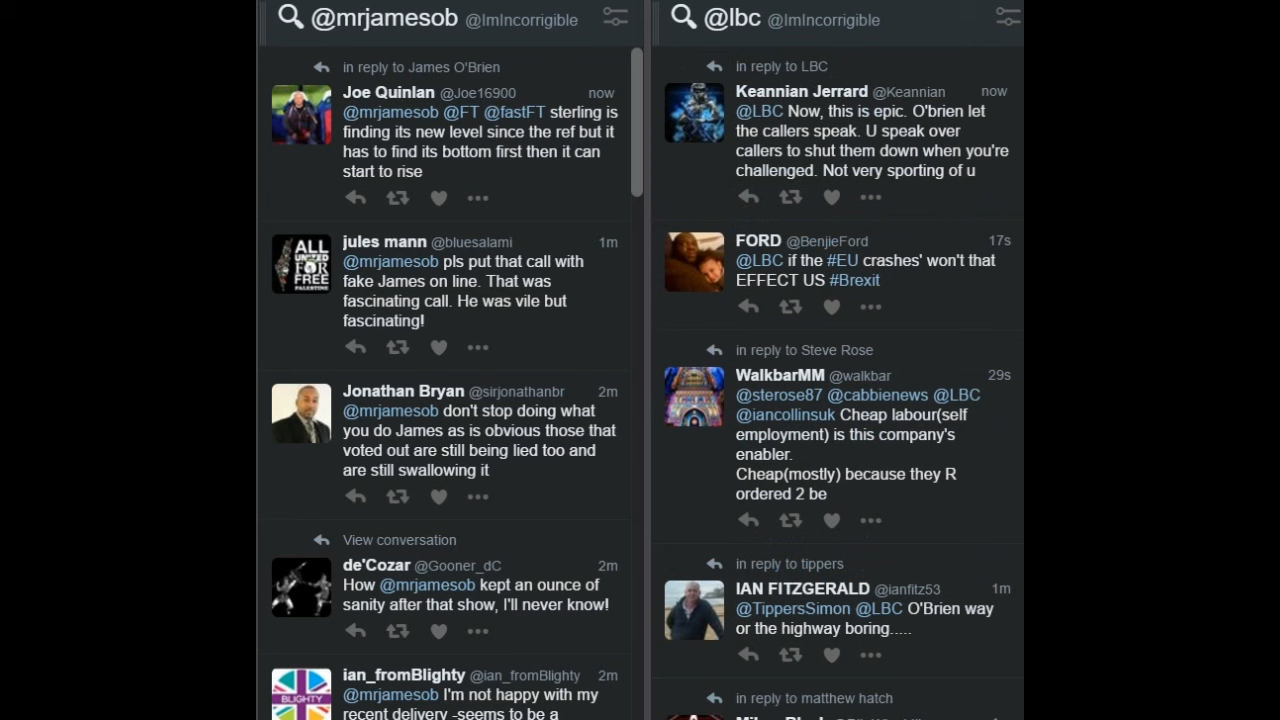 @mrjamesob @ImIncorrigible
in reply to James O'Brien
Joe Quinlan @Joe16900 now
@mrjamesob @FT @fastFT sterling is
finding its new level since the ref but it
has to find its bottom first then it can
start to rise
ALL
UNITED
FOR
FREE
PALESTINE
jules mann @bluesalami 1m
@mrjamesob pls put that call with
fake James on line. That was
fascinating call. He was vile but
fascinating!
Jonathan Bryan @sirjonathanbr 2m
@mrjamesob don't stop doing what
you do James as is obvious those that
voted out are still being lied too and
are still swallowing it
View conversation
de'Cozar @Gooner_dC 2m
How @mrjamesob kept an ounce of
sanity after that show, I'll never know!
BLIGHTY
ian_fromBlighty @ian_fromBlighty 2m
@mrjamesob I'm not happy with my
recent delivery -seems to be a
@lbc @ImIncorrigible
in reply to LBC
Keannian Jerrard @Keannian now
@LBC Now, this is epic. O'brien let
the callers speak. U speak over
callers to shut them down when you're
challenged. Not very sporting of u
FORD @BenjieFord 17s
@LBC if the #EU crashes' won't that
EFFECT US #Brexit
in reply to Steve Rose
WalkbarMM @walkbar 29s
@sterose87 @cabbienews @LBC
@iancollinsuk Cheap labour(self
employment) is this company's
enabler.
Cheap(mostly) because they R
ordered 2 be
in reply to tippers
IAN FITZGERALD @ianfitz53 1m
@TippersSimon @LBC O'Brien way
or the highway boring.....
in reply to matthew hatch